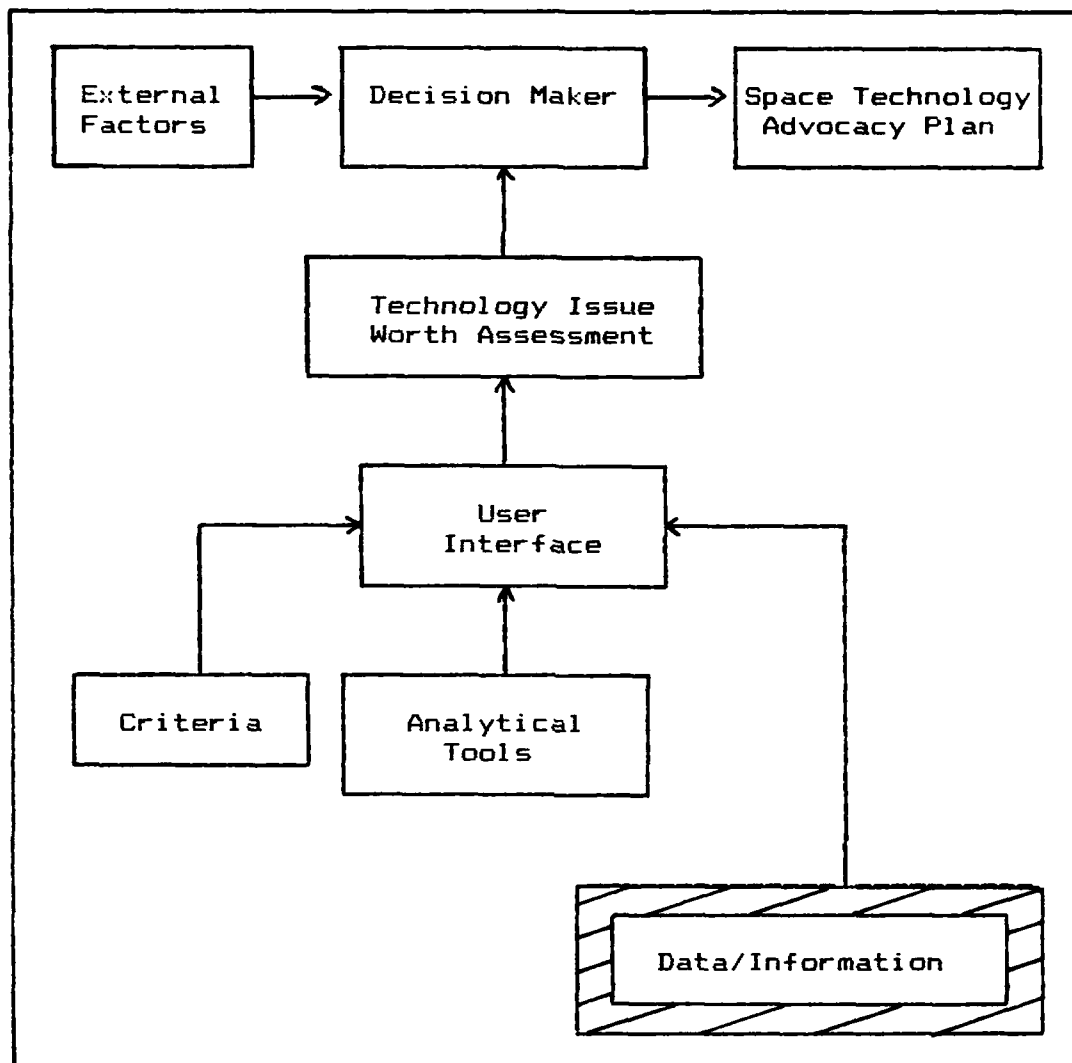 External
Factors
Decision Maker
Space Technology
Advocacy Plan
Technology Issue
Worth Assessment
User
Interface
Criteria
Analytical
Tools
Data/Information